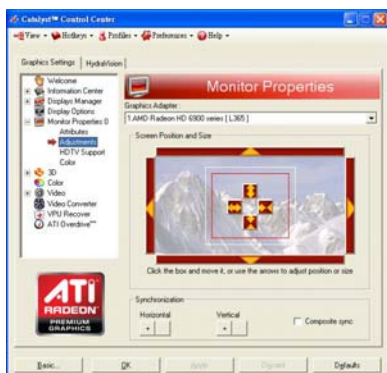 Catalyst™ Control Center
View
Hotkeys
Profiles
Preferences
Help
Graphics Settings
HydraVision
Welcome
Information Center
Displays Manager
Display Options
Monitor Properties 0
Attributes
Adjustments
HDTV Support
Color
3D
Color
Video
Video Converter
VPU Recover
ATI Overdrive™
ATI
RADEON
PREMIUM
GRAPHICS
Monitor Properties
Graphics Adapter:
1.AMD Radeon HD 6900 series [ L365 ]
Screen Position and Size
Click the box and move it, or use the arrows to adjust position or size
Synchronization
Horizontal
Vertical
+
+
Composite sync
Basic...
OK
Apply
Discard
Defaults